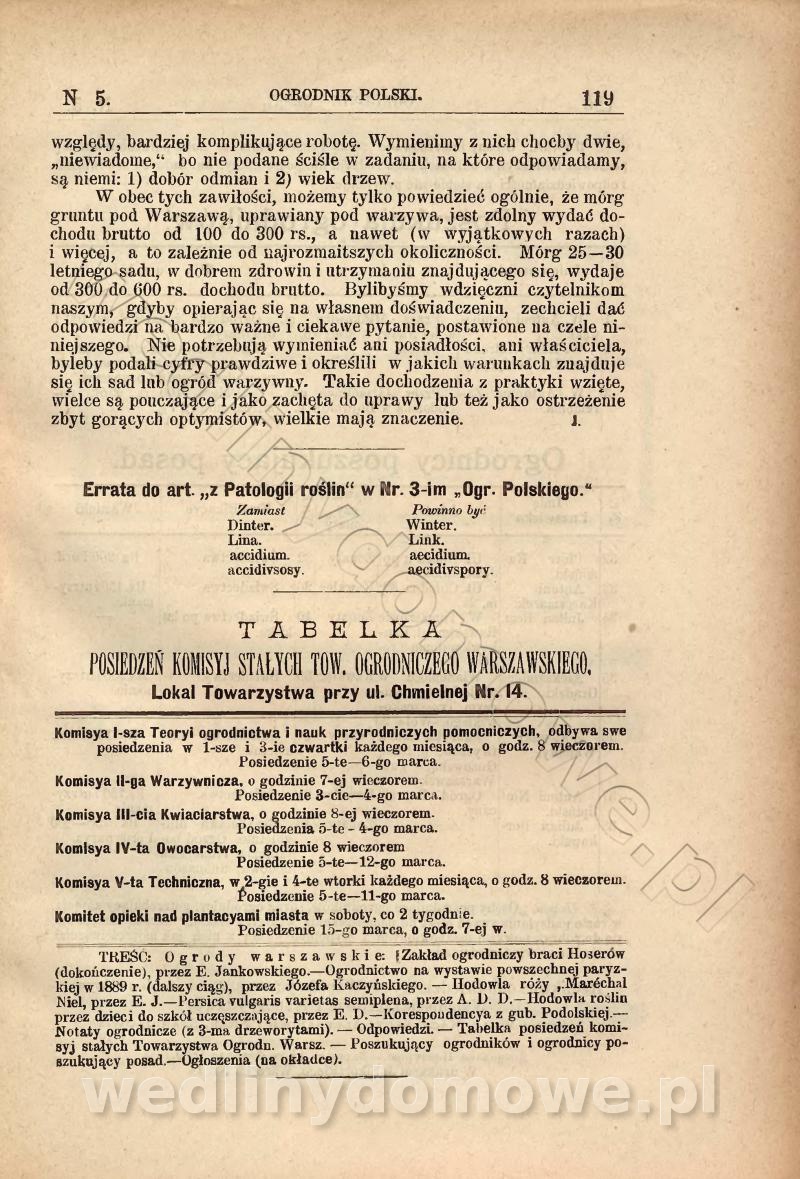 N 5. OGRODNIK POLSKI. 119
względy, bardziej komplikujące robotę. Wymienimy z nich choćby dwie,
„niewiadome,“ bo nie podane ściśle w zadaniu, na które odpowiadamy,
są niemi: 1) dobór odmian i 2) wiek drzew.
W obec tych zawiłości, możemy tylko powiedzieć ogólnie, że mórg
gruntu pod Warszawą, uprawiany pod warzywa, jest zdolny wydać do-
chodu brutto od 100 do 300 rs., a nawet (w wyjątkowych razach)
i więcej, a to zależnie od najrozmaitszych okoliczności. Mórg 25—30
letniego sadu, w dobrem zdrowiu i utrzymaniu znajdującego się, wydaje
od 300 do 600 rs. dochodu brutto. Bylibyśmy wdzięczni czytelnikom
naszym, gdyby opierając się na własnem doświadczeniu, zechcieli dać
odpowiedzi na bardzo ważne i ciekawe pytanie, postawione na czele ni-
niejszego. Nie potrzebują wymieniać ani posiadłości, ani właściciela,
byleby podali cyfry prawdziwe i określili w jakich warunkach znajduje
się ich sad lub ogród warzywny. Takie dochodzenia z praktyki wzięte,
wielce są pouczające i jako zachęta do uprawy lub też jako ostrzeżenie
zbyt gorących optymistów, wielkie mają znaczenie. J.
Errata do art. „z Patologii roślin“ w Nr. 3-im „Ogr. Polskiego.“
Zamiast Powinno być
Dinter. Winter.
Lina. Link.
accidium. aecidium.
accidivsosy. aecidivspory.
TABELKA
POSIEDZEŃ KOMISYJ STAŁYCH TOW. OGRODNICZEGO WARSZAWSKIEGO.
Lokal Towarzystwa przy ul. Chmielnej Nr. 14.
Komisya I-sza Teoryi ogrodnictwa i nauk przyrodniczych pomocniczych, odbywa swe
posiedzenia w 1-sze i 3-ie czwartki każdego miesiąca, o godz. 8 wieczorem.
Posiedzenie 5-te—6-go marca.
Komisya II-ga Warzywnicza, o godzinie 7-ej wieczorem.
Posiedzenie 3-cie—4-go marca.
Komisya III-cia Kwiaciarstwa, o godzinie 8-ej wieczorem.
Posiedzenia 5-te - 4-go marca.
Komisya IV-ta Owocarstwa, o godzinie 8 wieczorem
Posiedzenie 5-te—12-go marca.
Komisya V-ta Techniczna, w 2-gie i 4-te wtorki każdego miesiąca, o godz. 8 wieczorem.
Posiedzenie 5-te—11-go marca.
Komitet opieki nad plantacyami miasta w soboty, co 2 tygodnie.
Posiedzenie 15-go marca, o godz. 7-ej w.
TREŚĆ: Ogrody warszawskie: Zakład ogrodniczy braci Hoserów
(dokończenie), przez E. Jankowskiego.—Ogrodnictwo na wystawie powszechnej paryz-
kiej w 1889 r. (dalszy ciąg), przez Józefa Kaczyńskiego. — Hodowla róży „Maréchal
Niel, przez E. J.—Persica vulgaris varietas semiplena, przez A. D. D.—Hodowla roślin
przez dzieci do szkół uczęszczające, przez E. D.—Korespondencya z gub. Podolskiej.—
Notaty ogrodnicze (z 3-ma drzeworytami). — Odpowiedzi. — Tabelka posiedzeń komi-
syj stałych Towarzystwa Ogrodn. Warsz. — Poszukujący ogrodników i ogrodnicy po-
szukujący posad.—Ogłoszenia (na okładce).
wedlinydomowe.pl